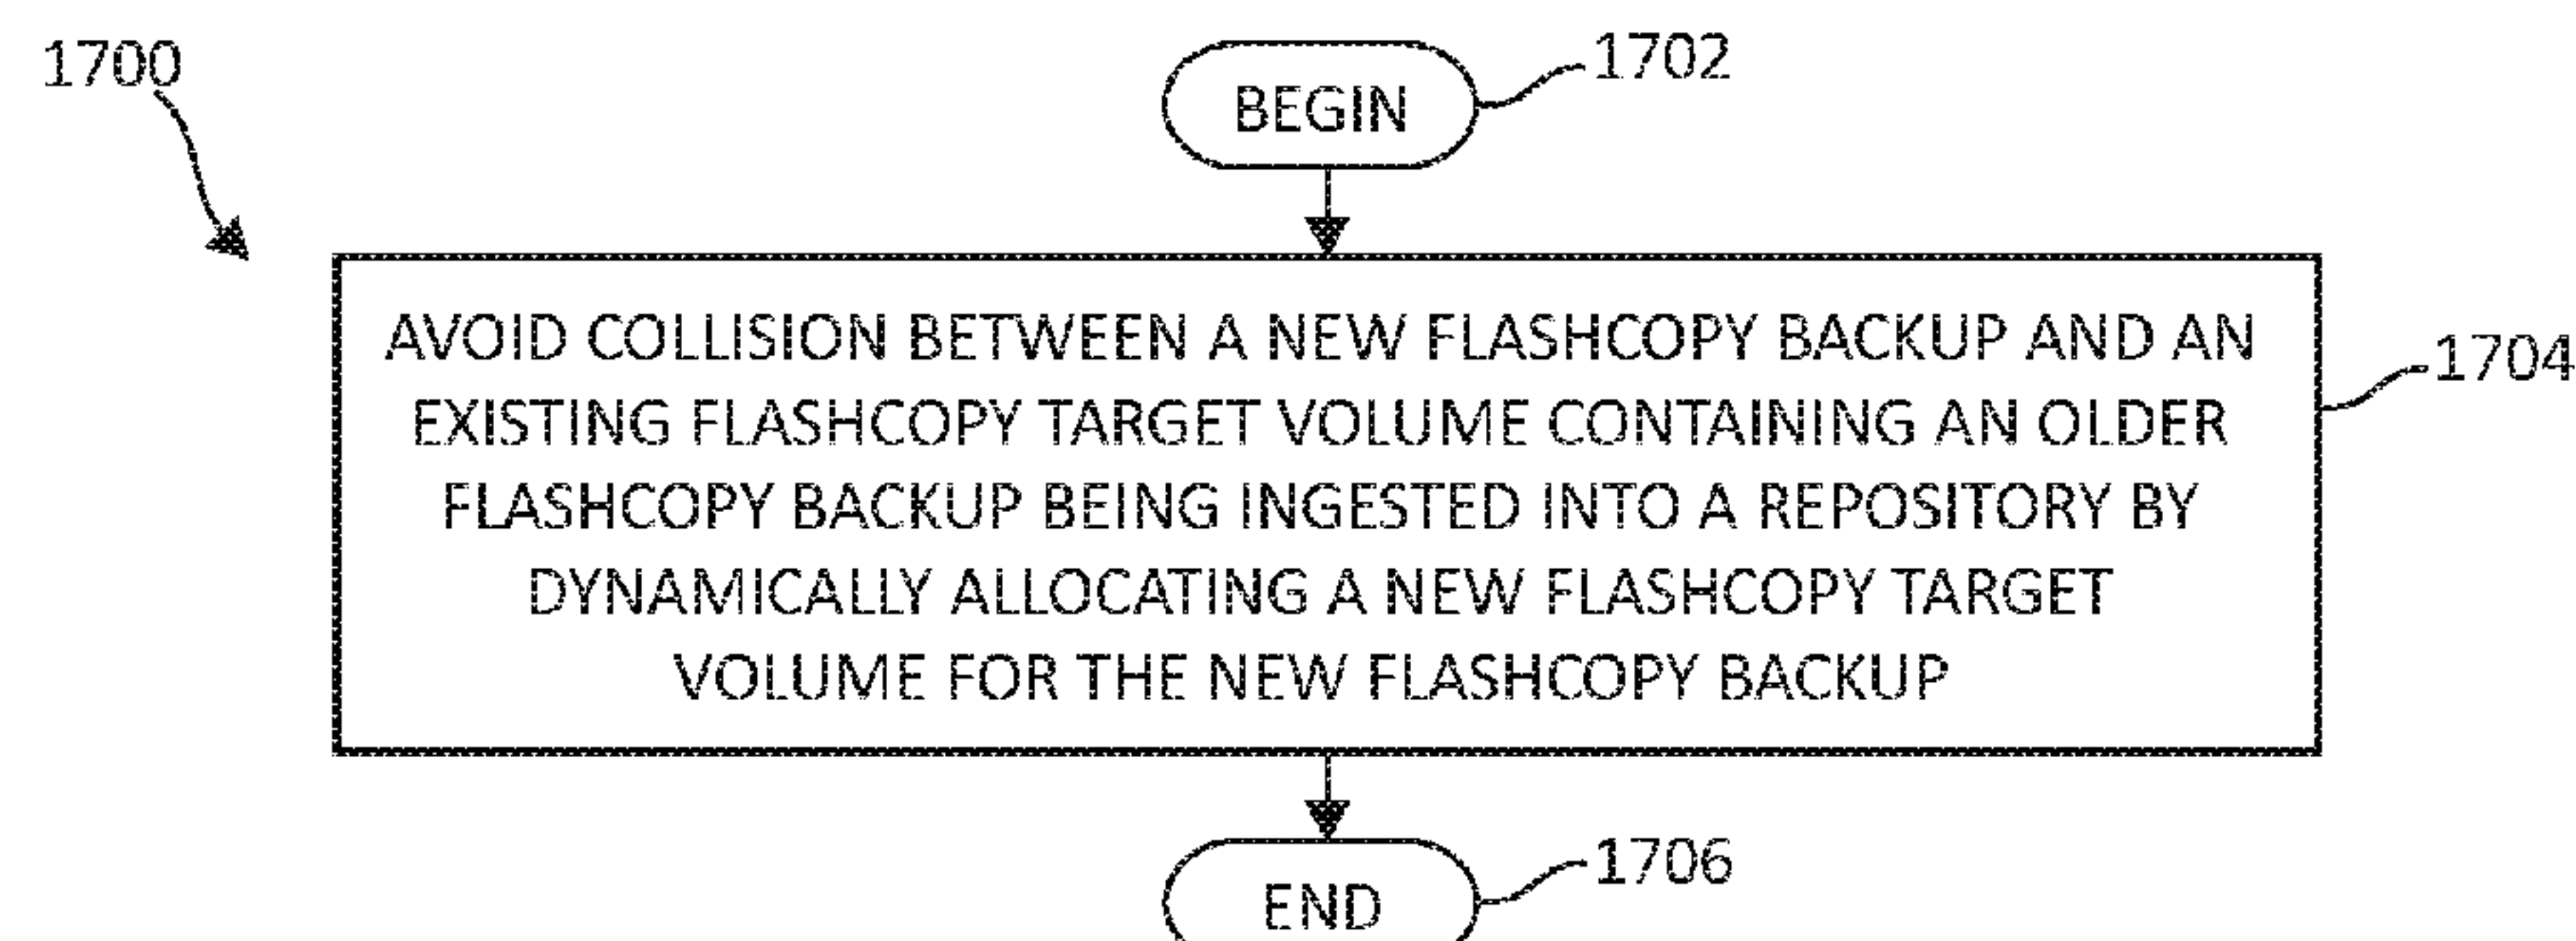 1700
BEGIN
1702
AVOID COLLISION BETWEEN A NEW FLASHCOPY BACKUP AND AN
EXISTING FLASHCOPY TARGET VOLUME CONTAINING AN OLDER
FLASHCOPY BACKUP BEING INGESTED INTO A REPOSITORY BY
DYNAMICALLY ALLOCATING A NEW FLASHCOPY TARGET
VOLUME FOR THE NEW FLASHCOPY BACKUP
1704
END
1706